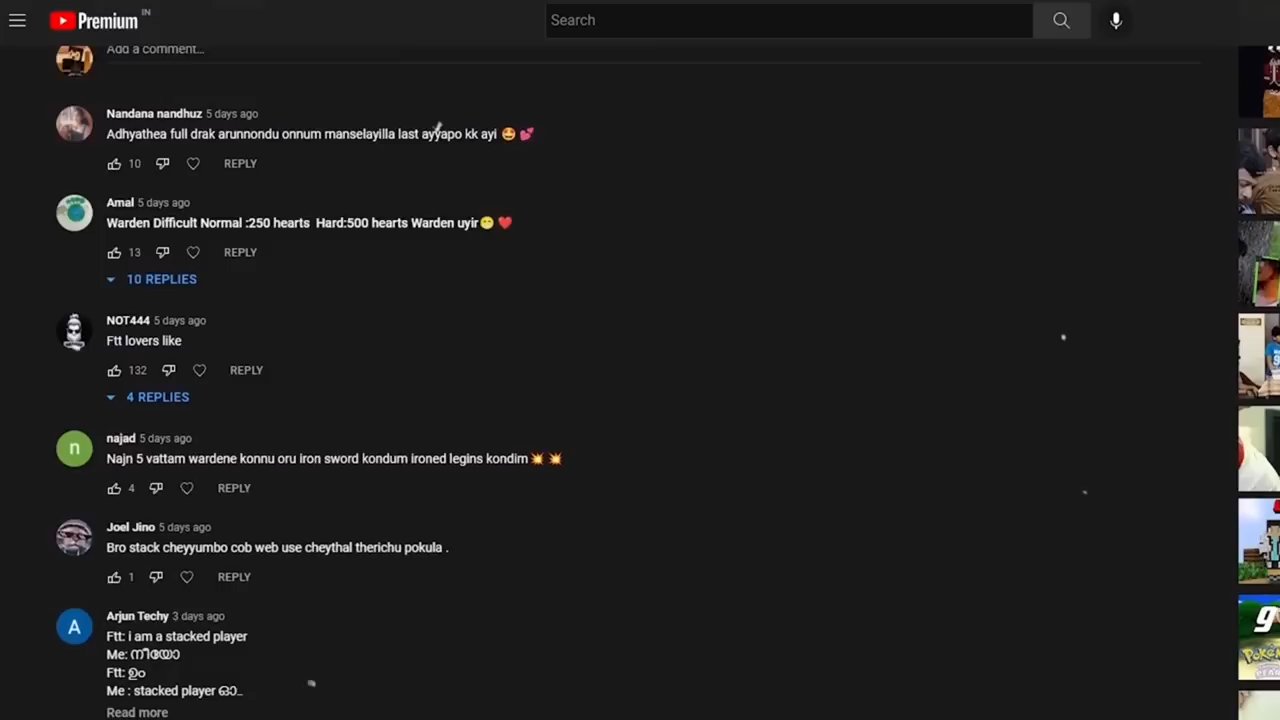 Premium IN
Search
Add a comment...
Nandana nandhuz 5 days ago
Adhyathea full drak arunnondu onnum manselayilla last ayyapo kk ayi 🤩 💕
10 REPLY
Amal 5 days ago
Warden Difficult Normal :250 hearts Hard:500 hearts Warden uyir😁 ❤️
13 REPLY
10 REPLIES
NOT444 5 days ago
Ftt lovers like
132 REPLY
4 REPLIES
n
najad 5 days ago
Najn 5 vattam wardene konnu oru iron sword kondum ironed legins kondim💥 💥
4 REPLY
Joel Jino 5 days ago
Bro stack cheyyumbo cob web use cheythal therichu pokula .
1 REPLY
A
Arjun Techy 3 days ago
Ftt: i am a stacked player
Me: നീയോ
Ftt: ഉം
Me : stacked player ഓ..
Read more